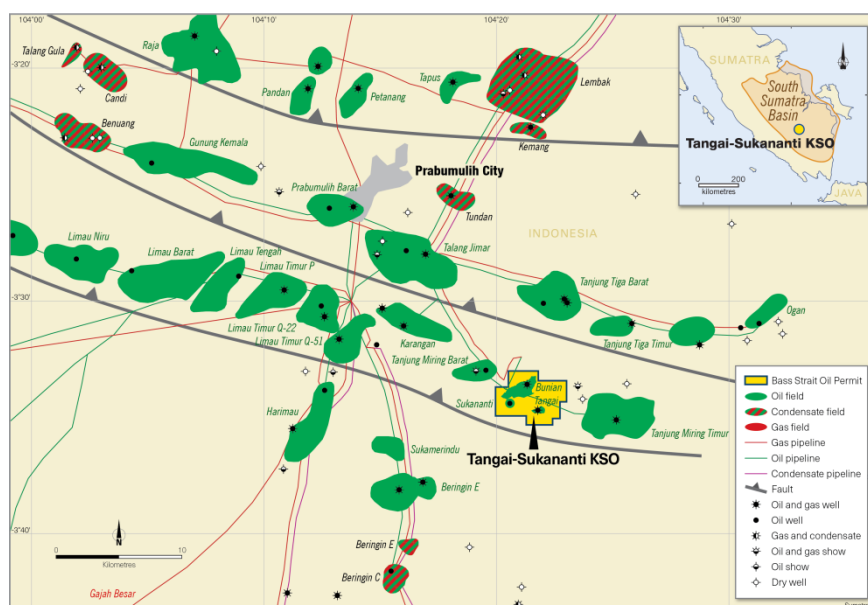 104°00'
104°10'
104°20'
104°30'
-3°20'
-3°30'
-3°40'
Talang Gula
Candi
Raja
Pandan
Petanang
Tapus
Lembak
Kemang
Benuang
Gunung Kemala
Prabumulih City
Prabumulih Barat
Tundan
INDONESIA
Talang Jimar
Limau Niru
Limau Barat
Limau Tengah
Limau Timur P
Limau Timur Q-22
Limau Timur Q-51
Karangan
Tanjung Tiga Barat
Tanjung Tiga Timur
Ogan
Tanjung Miring Barat
Bunian
Sukananti
Tangai
Tanjung Miring Timur
Tangai-Sukananti KSO
Harimau
Sukamerindu
Beringin E
Beringin E
Beringin C
Gajah Besar
N
0
10
Kilometres
SUMATRA
South
Sumatra
Basin
Tangai-Sukananti KSO
0
200
kilometres
JAVA
Bass Strait Oil Permit
Oil field
Condensate field
Gas field
Gas pipeline
Oil pipeline
Condensate pipeline
Fault
Oil and gas well
Oil well
Gas and condensate
Oil and gas show
Oil show
Dry well